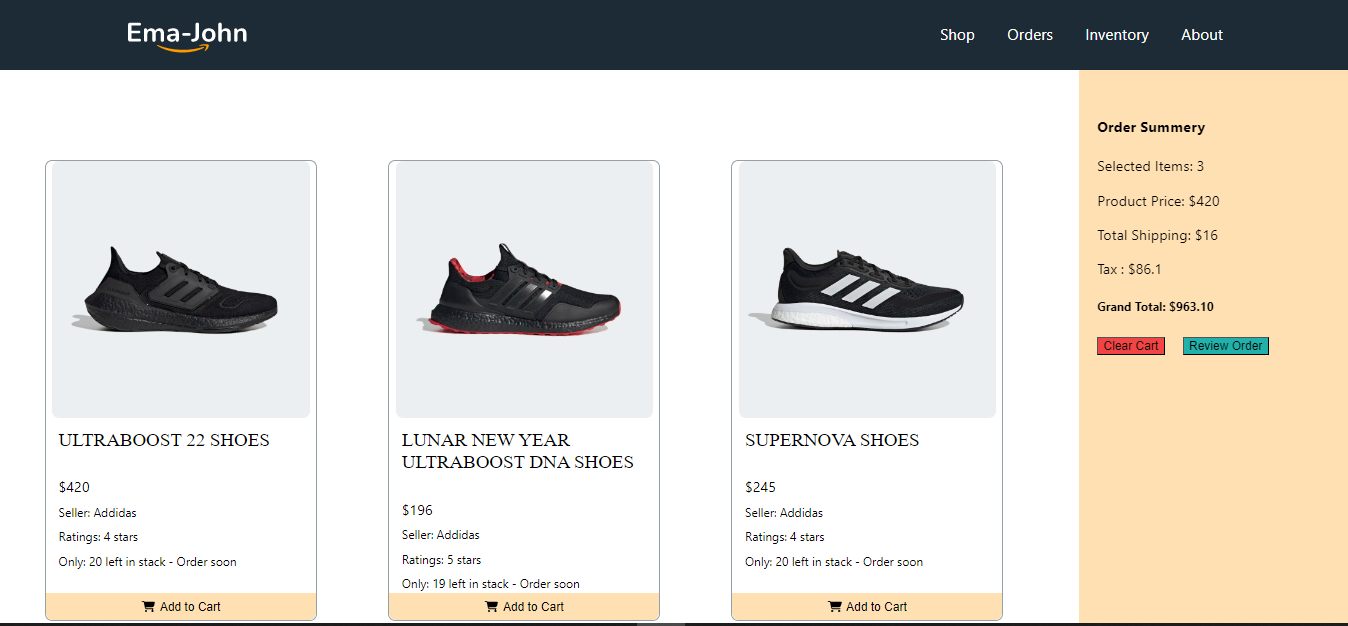 Ema-John
Shop Orders Inventory About
ULTRABOOST 22 SHOES
$420
Seller: Addidas
Ratings: 4 stars
Only: 20 left in stack - Order soon
Add to Cart
LUNAR NEW YEAR
ULTRABOOST DNA SHOES
$196
Seller: Addidas
Ratings: 5 stars
Only: 19 left in stack - Order soon
Add to Cart
SUPERNOVA SHOES
$245
Seller: Addidas
Ratings: 4 stars
Only: 20 left in stack - Order soon
Add to Cart
Order Summery
Selected Items: 3
Product Price: $420
Total Shipping: $16
Tax : $86.1
Grand Total: $963.10
Clear Cart Review Order